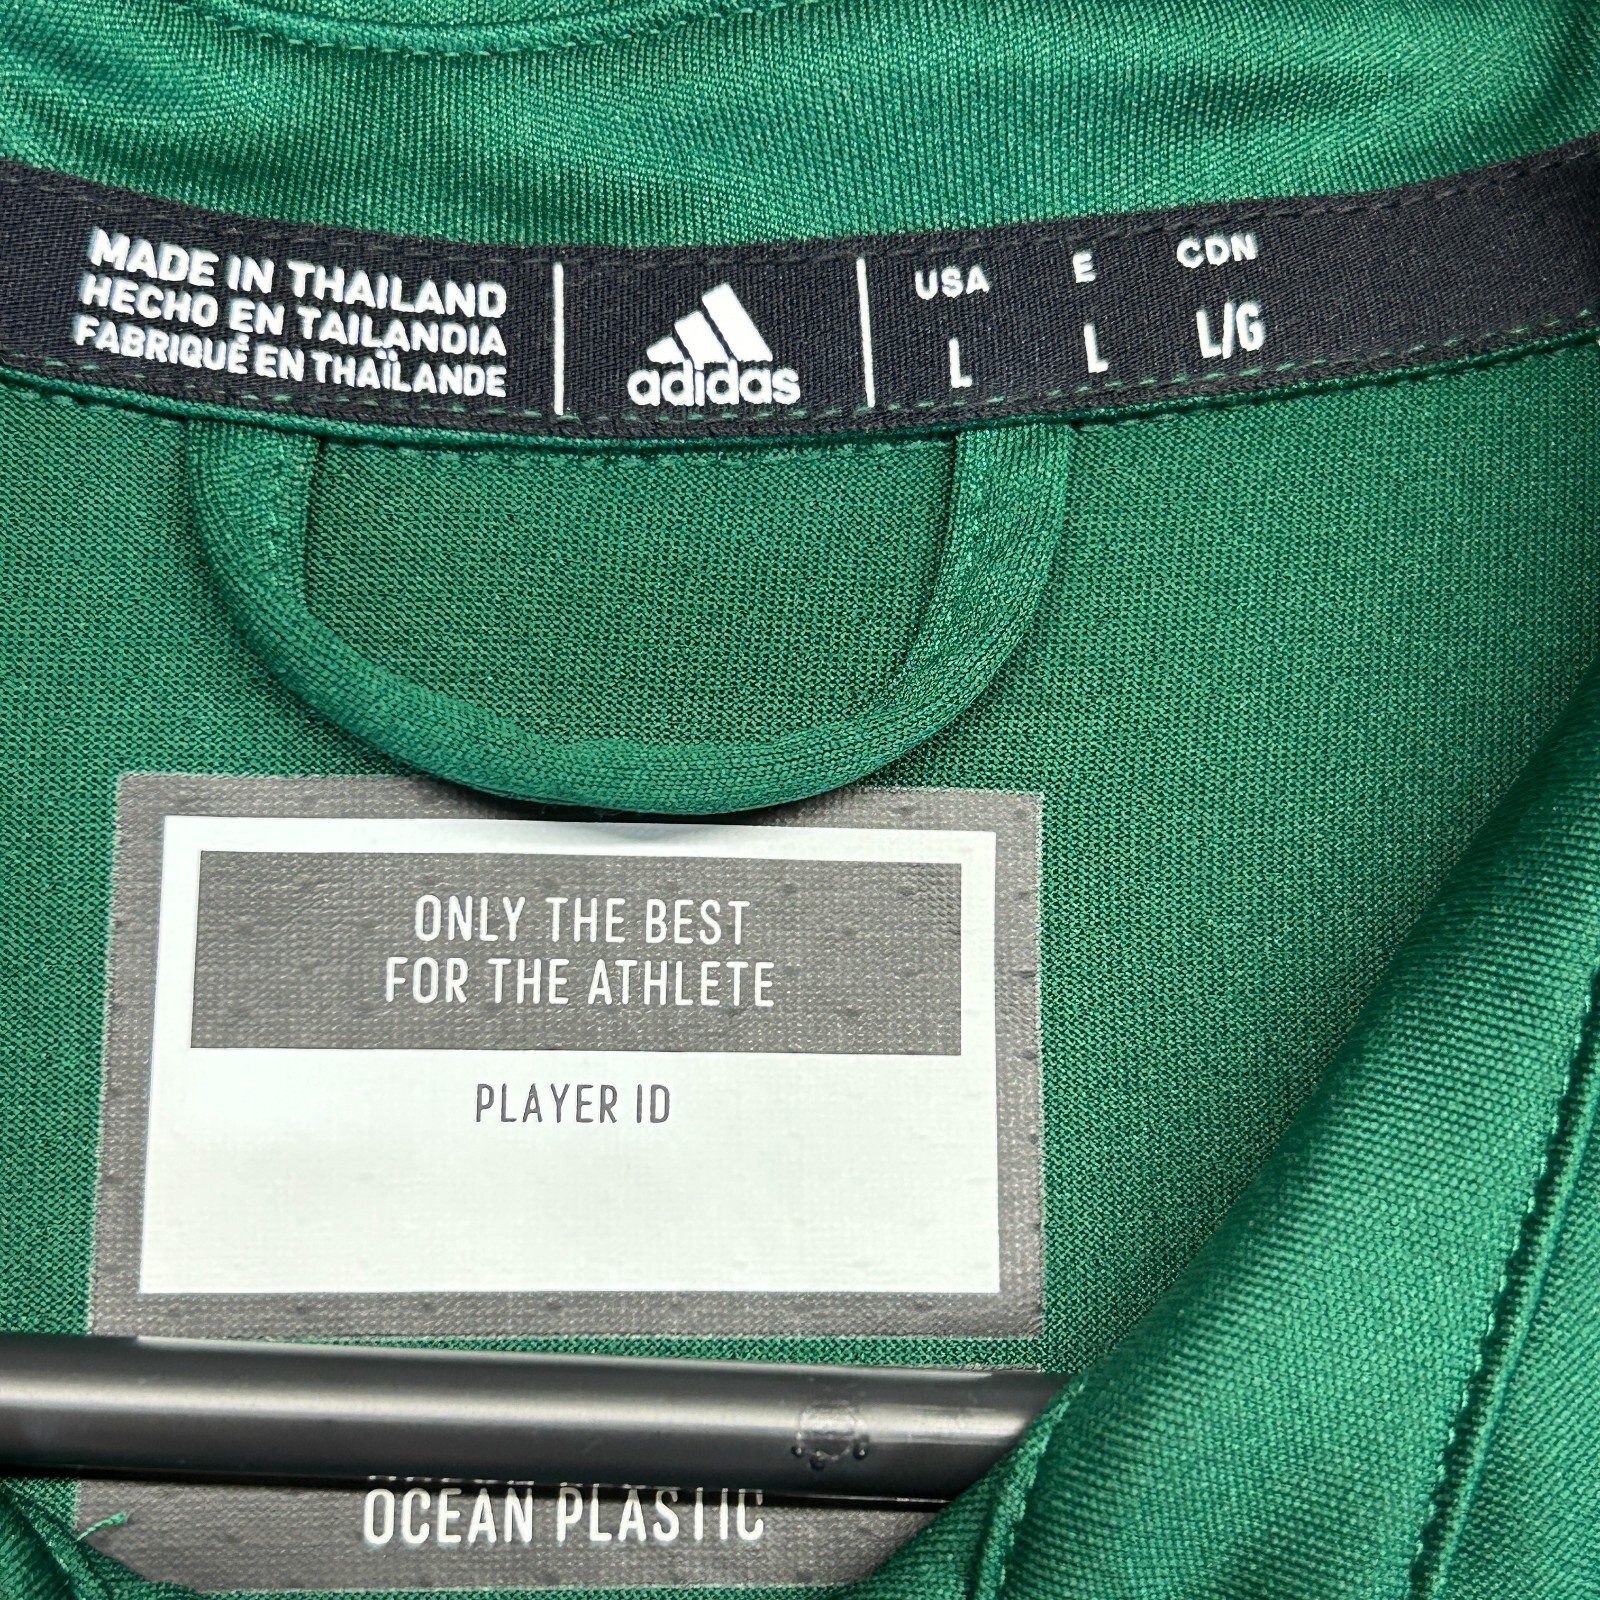 MADE IN THAILAND
HECHO EN TAILANDIA
FABRIQUÉ EN THAÏLANDE
adidas
USA E CDN
L L L/G
ONLY THE BEST
FOR THE ATHLETE
PLAYER ID
OCEAN PLASTIC